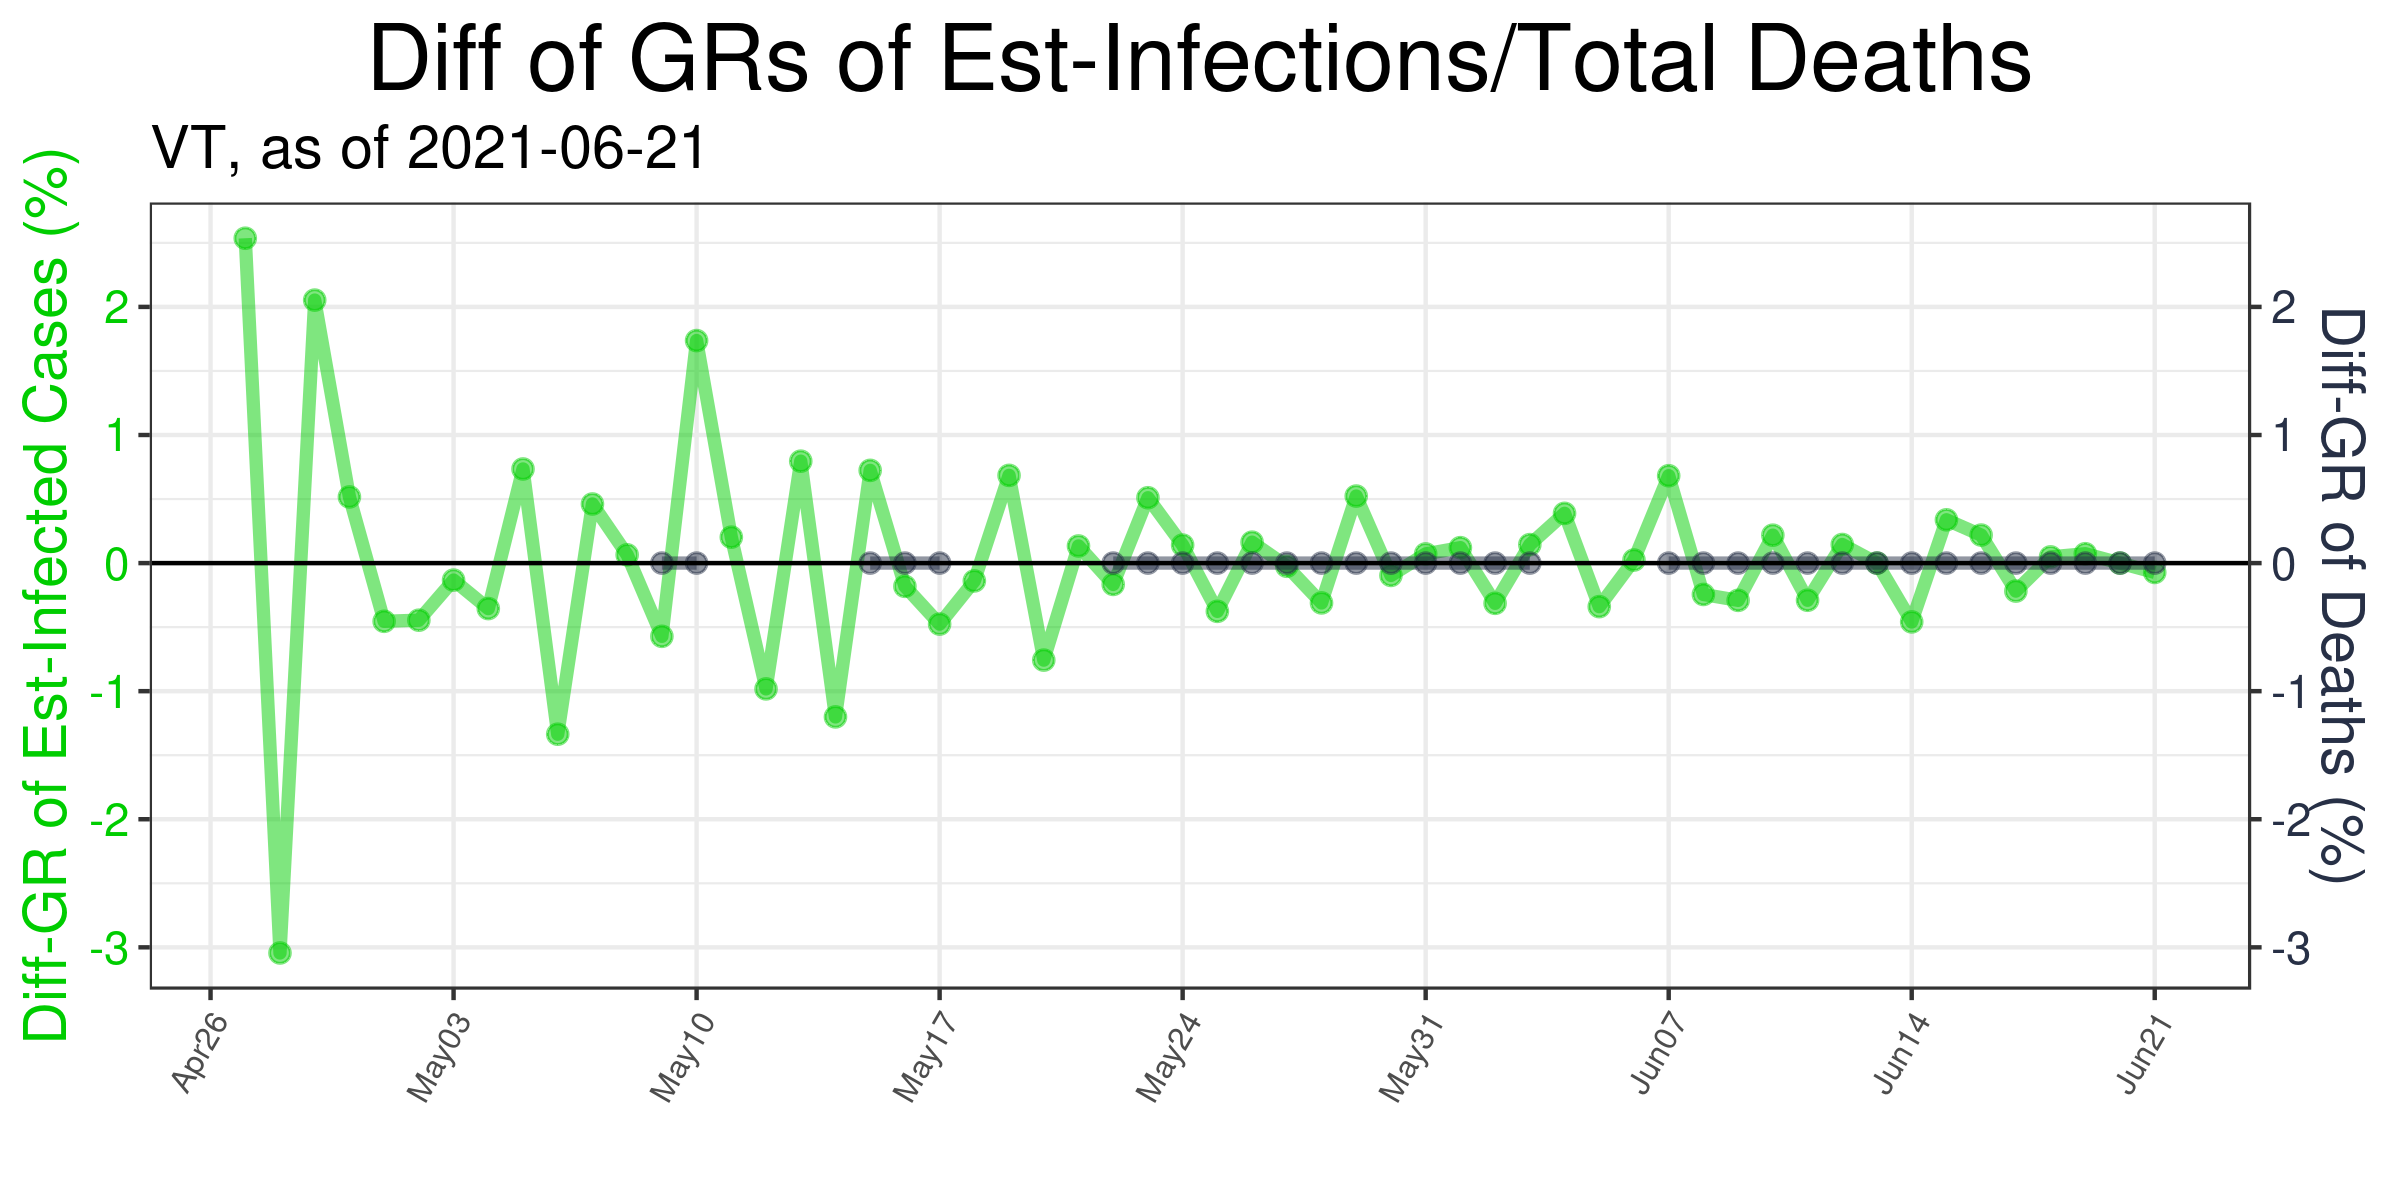 Diff of GRs of Est-Infections/Total Deaths
VT, as of 2021-06-21
Diff-GR of Est-Infected Cases (%)
2
1
0
-1
-2
-3
2
1
0
-1
-2
-3
Diff-GR of Deaths (%)
Apr26
May03
May10
May17
May24
May31
Jun07
Jun14
Jun21